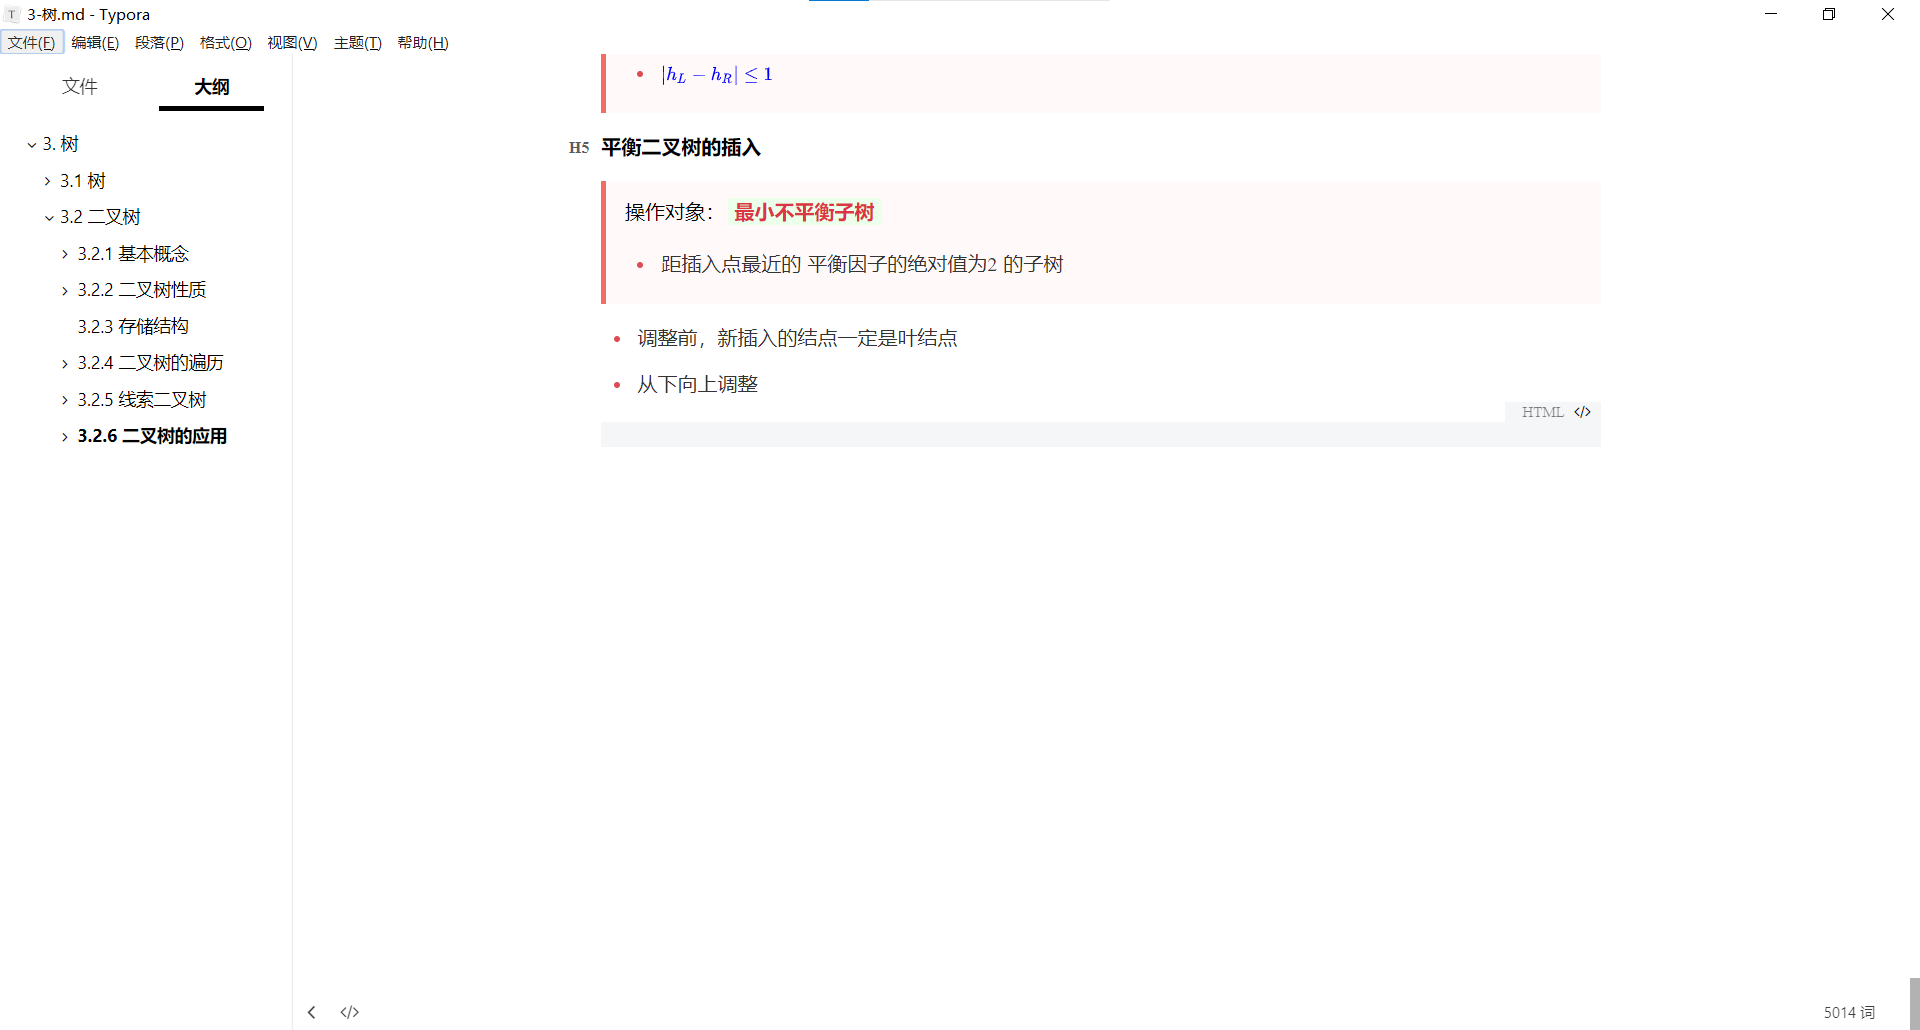 3-树.md - Typora
文件(F) 编辑(E) 段落(P) 格式(O) 视图(V) 主题(T) 帮助(H)
文件 大纲
3. 树
3.1 树
3.2 二叉树
3.2.1 基本概念
3.2.2 二叉树性质
3.2.3 存储结构
3.2.4 二叉树的遍历
3.2.5 线索二叉树
3.2.6 二叉树的应用
|h_L − h_R| ≤ 1
H5 平衡二叉树的插入
操作对象： 最小不平衡子树
距插入点最近的 平衡因子的绝对值为2 的子树
调整前，新插入的结点一定是叶结点
从下向上调整
HTML </>
</>
5014 词